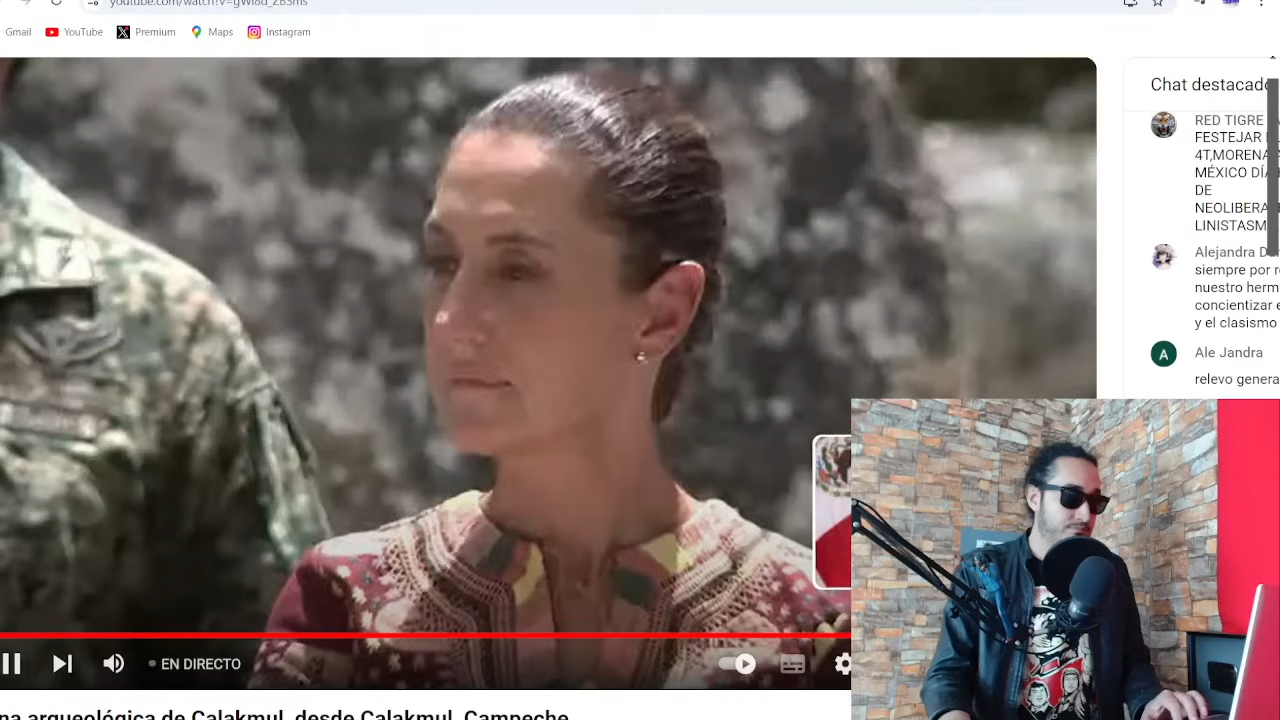 youtube.com/watch?v=gWi8d_ZB3ms
Gmail
YouTube
Premium
Maps
Instagram
Chat destacado
RED TIGRE
FESTEJAR
4T,MORENA
MÉXICO
DE
NEOLIBERA
LINISTASM
Alejandra
siempre por
nuestro herm
concientizar
y el clasismo
A
Ale Jandra
relevo genera
EN DIRECTO
na arqueológica de Calakmul, desde Calakmul, Campeche